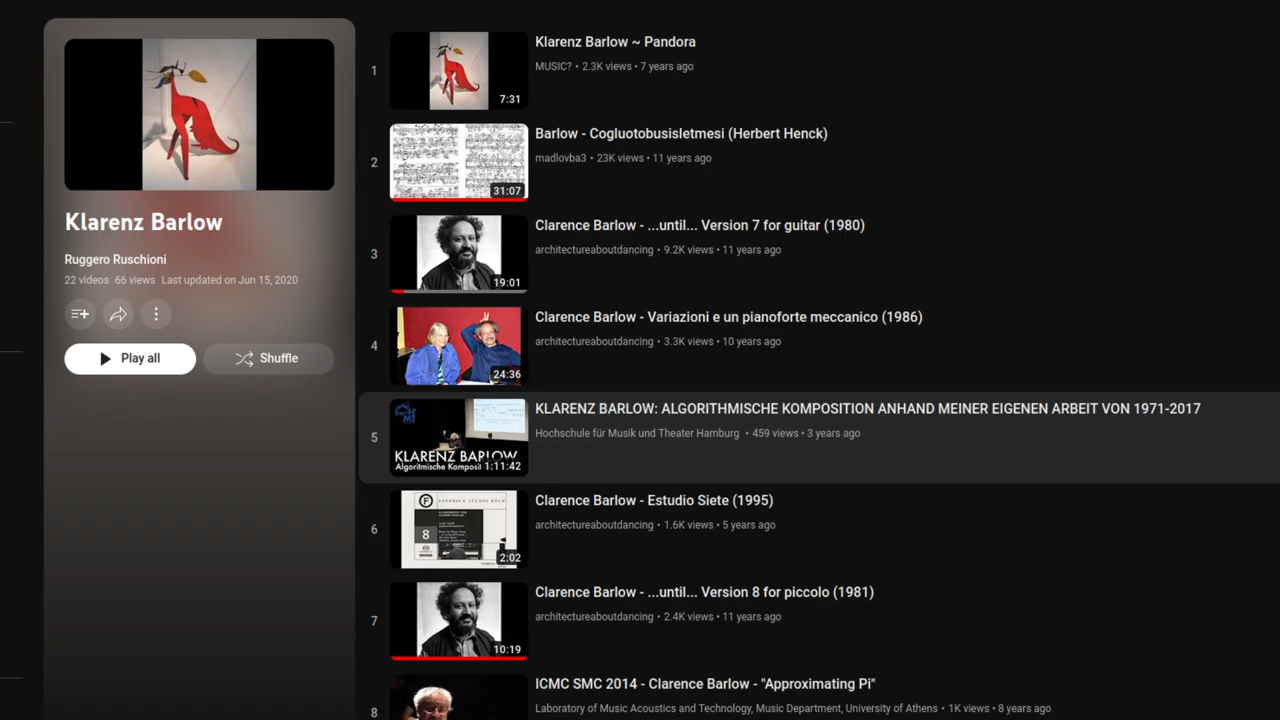 Klarenz Barlow
Ruggero Ruschioni
22 videos 66 views Last updated on Jun 15, 2020
Play all
Shuffle
1
7:31
Klarenz Barlow ~ Pandora
MUSIC? • 2.3K views • 7 years ago
2
31:07
Barlow - Cogluotobusisletmesi (Herbert Henck)
madlovba3 • 23K views • 11 years ago
3
19:01
Clarence Barlow - ...until... Version 7 for guitar (1980)
architectureaboutdancing • 9.2K views • 11 years ago
4
24:36
Clarence Barlow - Variazioni e un pianoforte meccanico (1986)
architectureaboutdancing • 3.3K views • 10 years ago
5
KLARENZ BARLOW
Algoritmische Komposit
1:11:42
KLARENZ BARLOW: ALGORITHMISCHE KOMPOSITION ANHAND MEINER EIGENEN ARBEIT VON 1971-2017
Hochschule für Musik und Theater Hamburg • 459 views • 3 years ago
6
F FEEDBACK STUDIO KÖLN
8
2:02
Clarence Barlow - Estudio Siete (1995)
architectureaboutdancing • 1.6K views • 5 years ago
7
10:19
Clarence Barlow - ...until... Version 8 for piccolo (1981)
architectureaboutdancing • 2.4K views • 11 years ago
8
ICMC SMC 2014 - Clarence Barlow - "Approximating Pi"
Laboratory of Music Acoustics and Technology, Music Department, University of Athens • 1K views • 8 years ago